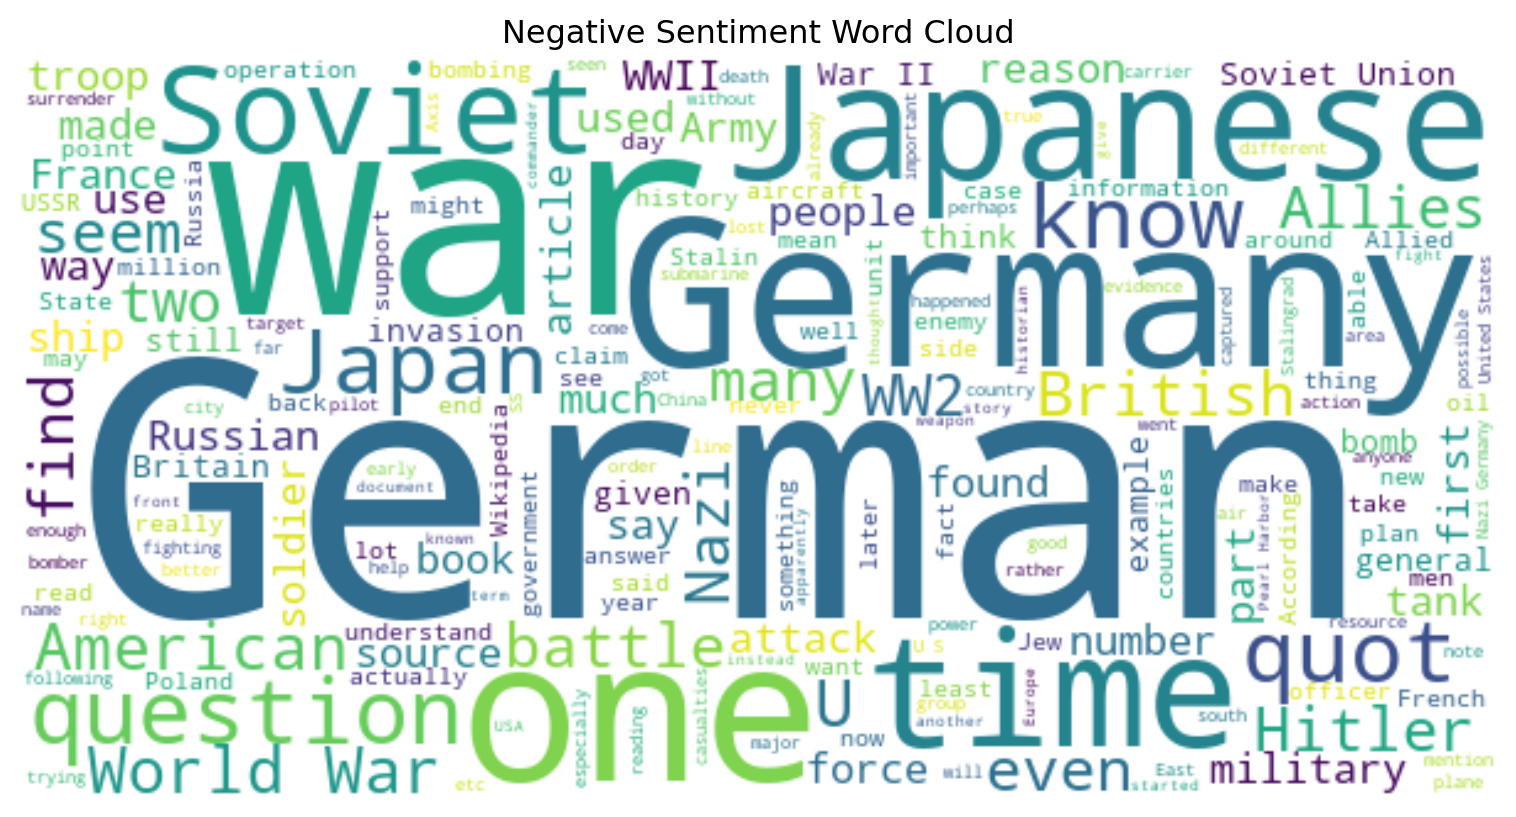 Negative Sentiment Word Cloud
troop
operation
bombing
seen
WWII
death
War II
reason
carrier
Soviet Union
surrender
Soviet
Axis
commander
without
used
Army
Japanese
important
already
true
give
different
made
point
day
France
USSR
use
Russia
war
might
article
history
aircraft
people
case
perhaps
information
know
Allies
seem
way
million
support
lost
Stalin
mean
submarine
unit
think
around
Allied
fight
State
two
Germany
happened
evidence
thought
historian
captured
Stalingrad
able
area
possible
United States
ship
still
target
invasion
come
well
enemy
side
may
far
Japan
claim
see
got
much
China
many
never
WW2
country
story
British
thing
action
oil
find
city
back
pilot
end
ss
weapon
went
Russian
Britain
Wikipedia
German
line
order
given
found
example
bomb
anyone
new
first
Nazi Germany
early
document
front
really
soldier
fighting
better
enough
bomber
lot
known
help
book
term
government
say
answer
said
year
Nazi
something
apparently
later
fact
good
rather
countries
air
make
part
Pearl Harbor
According
take
plan
general
men
tank
read
name
right
American
understand
source
battle
attack
instead
want
power
U S
Jew
number
resource
quot
note
following
Poland
actually
question
one
USA
especially
reading
casualties
major
U
now
time
least
group
another
Europe
south
officer
French
Hitler
trying
World War
etc
force
will
even
East
started
military
mention
plane